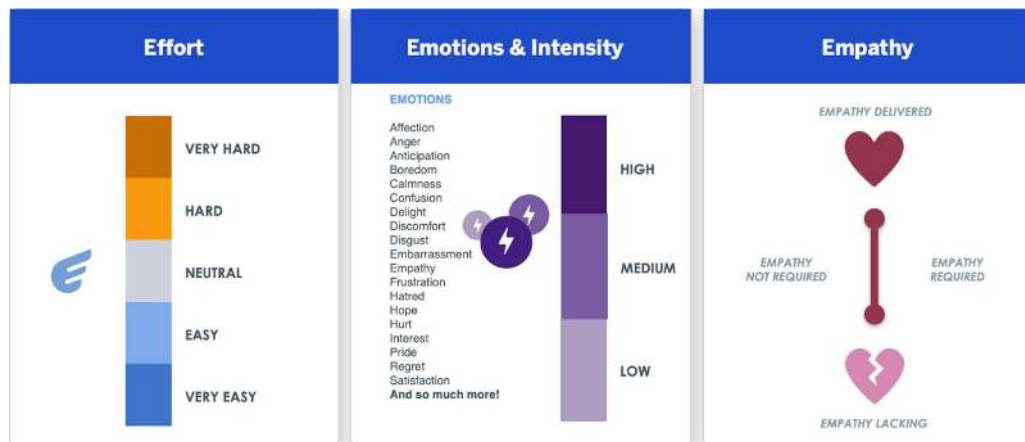 Effort
VERY HARD
HARD
NEUTRAL
EASY
VERY EASY
Emotions & Intensity
EMOTIONS
Affection
Anger
Anticipation
Boredom
Calmness
Confusion
Delight
Discomfort
Disgust
Embarrassment
Empathy
Frustration
Hatred
Hope
Hurt
Interest
Pride
Regret
Satisfaction
And so much more!
HIGH
MEDIUM
LOW
Empathy
EMPATHY DELIVERED
EMPATHY
NOT REQUIRED
EMPATHY
REQUIRED
EMPATHY LACKING